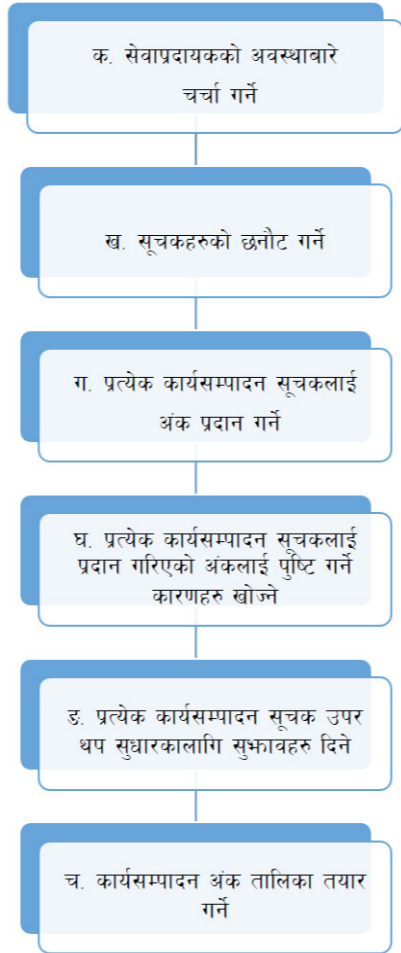 क. सेवाप्रदायकको अवस्थाबारे
चर्चा गर्ने
ख. सूचकहरुको छनौट गर्ने
ग. प्रत्येक कार्यसम्पादन सूचकलाई
अंक प्रदान गर्ने
घ. प्रत्येक कार्यसम्पादन सूचकलाई
प्रदान गरिएको अंकलाई पुष्टि गर्ने
कारणहरु खोज्ने
ङ. प्रत्येक कार्यसम्पादन सूचक उपर
थप सुधारकालागि सुझावहरु दिने
च. कार्यसम्पादन अंक तालिका तयार
गर्ने